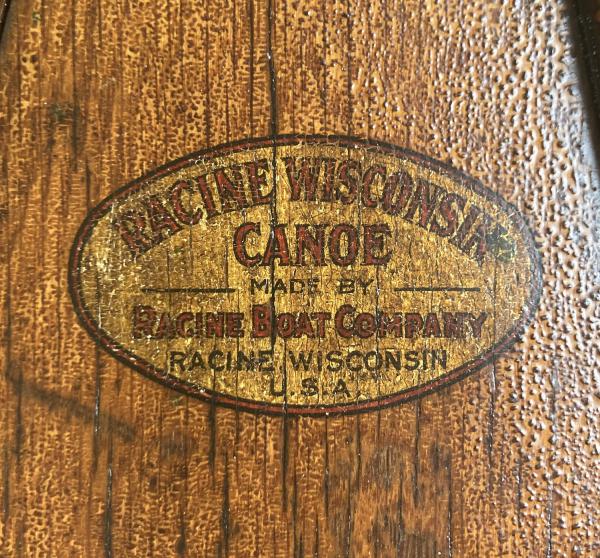 RACINE WISCONSIN
CANOE
MADE BY
RACINE BOAT COMPANY
RACINE WISCONSIN
U.S.A.